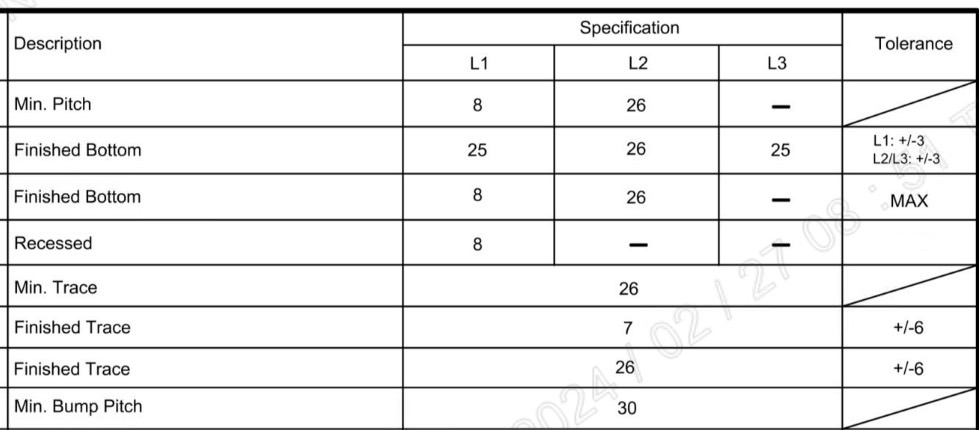 Description Specification Tolerance
L1 L2 L3
Min. Pitch 8 26 —
Finished Bottom 25 26 25 L1: +/-3
L2/L3: +/-3
Finished Bottom 8 26 — MAX
Recessed 8 — —
Min. Trace 26
Finished Trace 7 +/-6
Finished Trace 26 +/-6
Min. Bump Pitch 30
2024 / 02 / 27 08 : 51